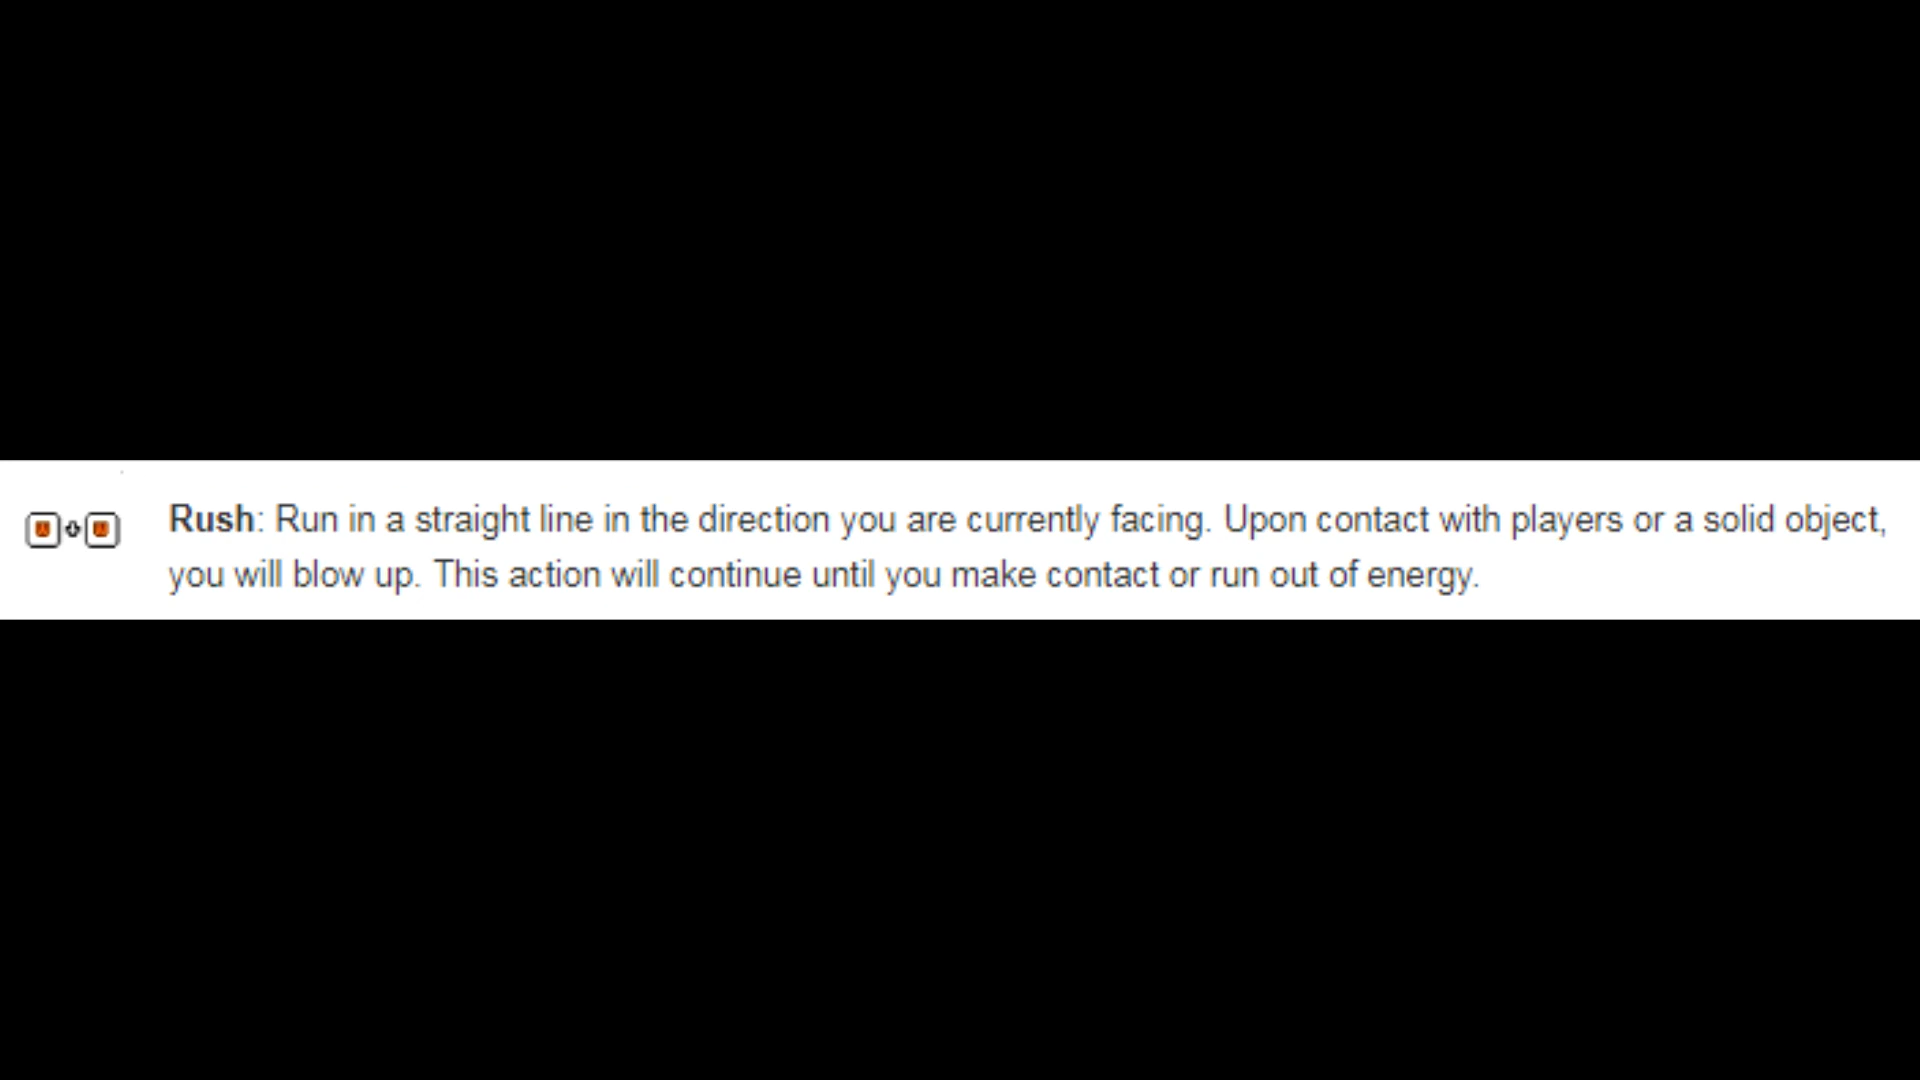 Rush: Run in a straight line in the direction you are currently facing. Upon contact with players or a solid object,
you will blow up. This action will continue until you make contact or run out of energy.